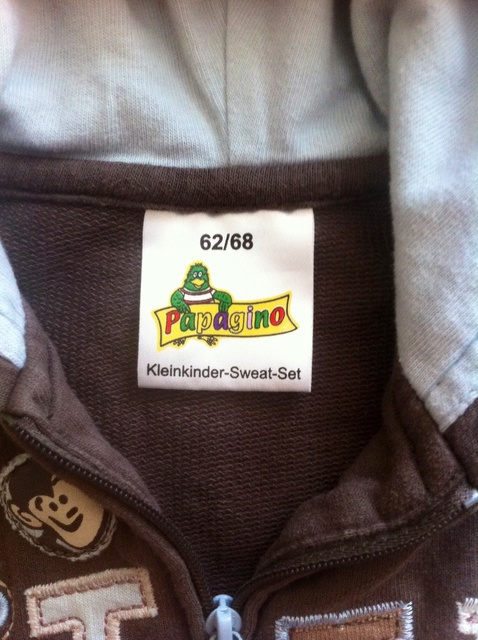 62/68
Papagino
Kleinkinder-Sweat-Set
T